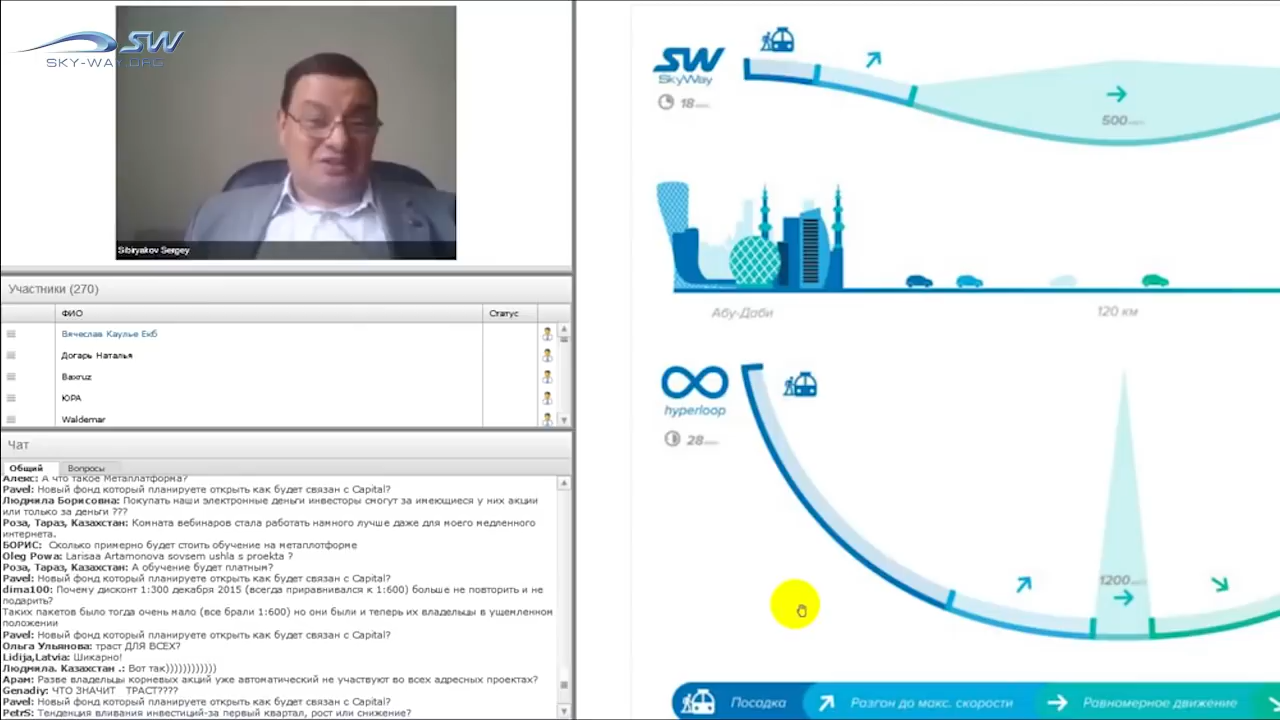 SW
SKY-WAY.ORG
Sibiryakov Sergey
Участники (270)
ФИО
Статус
Вячеслав Каулье Екб
Догарь Наталья
Baxruz
ЮРА
Waldemar
Чат
Общий
Вопросы
Алекс: А что такое Метаплатформа?
Pavel: Новый фонд который планируете открыть как будет связан с Capital?
Людмила Борисовна: Покупать наши электронные деньги инвесторы смогут за имеющиеся у них акции
или только за деньги ???
Роза, Тараз, Казахстан: Комната вебинаров стала работать намного лучше даже для моего медленного
интернета.
БОРИС: Сколько примерно будет стоить обучение на метаплотформе
Oleg Powa: Larisaa Artamonova sovsem ushla s proekta ?
Роза, Тараз, Казахстан: А обучение будет платным?
Pavel: Новый фонд который планируете открыть как будет связан с Capital?
dima100: Почему дисконт 1:300 декабря 2015 (всегда приравнивался к 1:600) больше не повторить и не
подарить?
Таких пакетов было тогда очень мало (все брали 1:600) но они были и теперь их владельцы в ущемленном
положении
Pavel: Новый фонд который планируете открыть как будет связан с Capital?
Ольга Ульянова: траст ДЛЯ ВСЕХ?
Lidija,Latvia: Шикарно!
Людмила. Казахстан .: Вот так))))))))))))
Арам: Разве владельцы корневых акций уже автоматический не участвуют во всех адресных проектах?
Genadiy: ЧТО ЗНАЧИТ ТРАСТ????
Pavel: Новый фонд который планируете открыть как будет связан с Capital?
PetrS: Тенденция вливания инвестиций-за первый квартал, рост или снижение?
SW
SkyWay
18
500
Абу-Даби
120 км
hyperloop
28
1200
Посадка
Разгон до макс. скорости
Равномерное движение